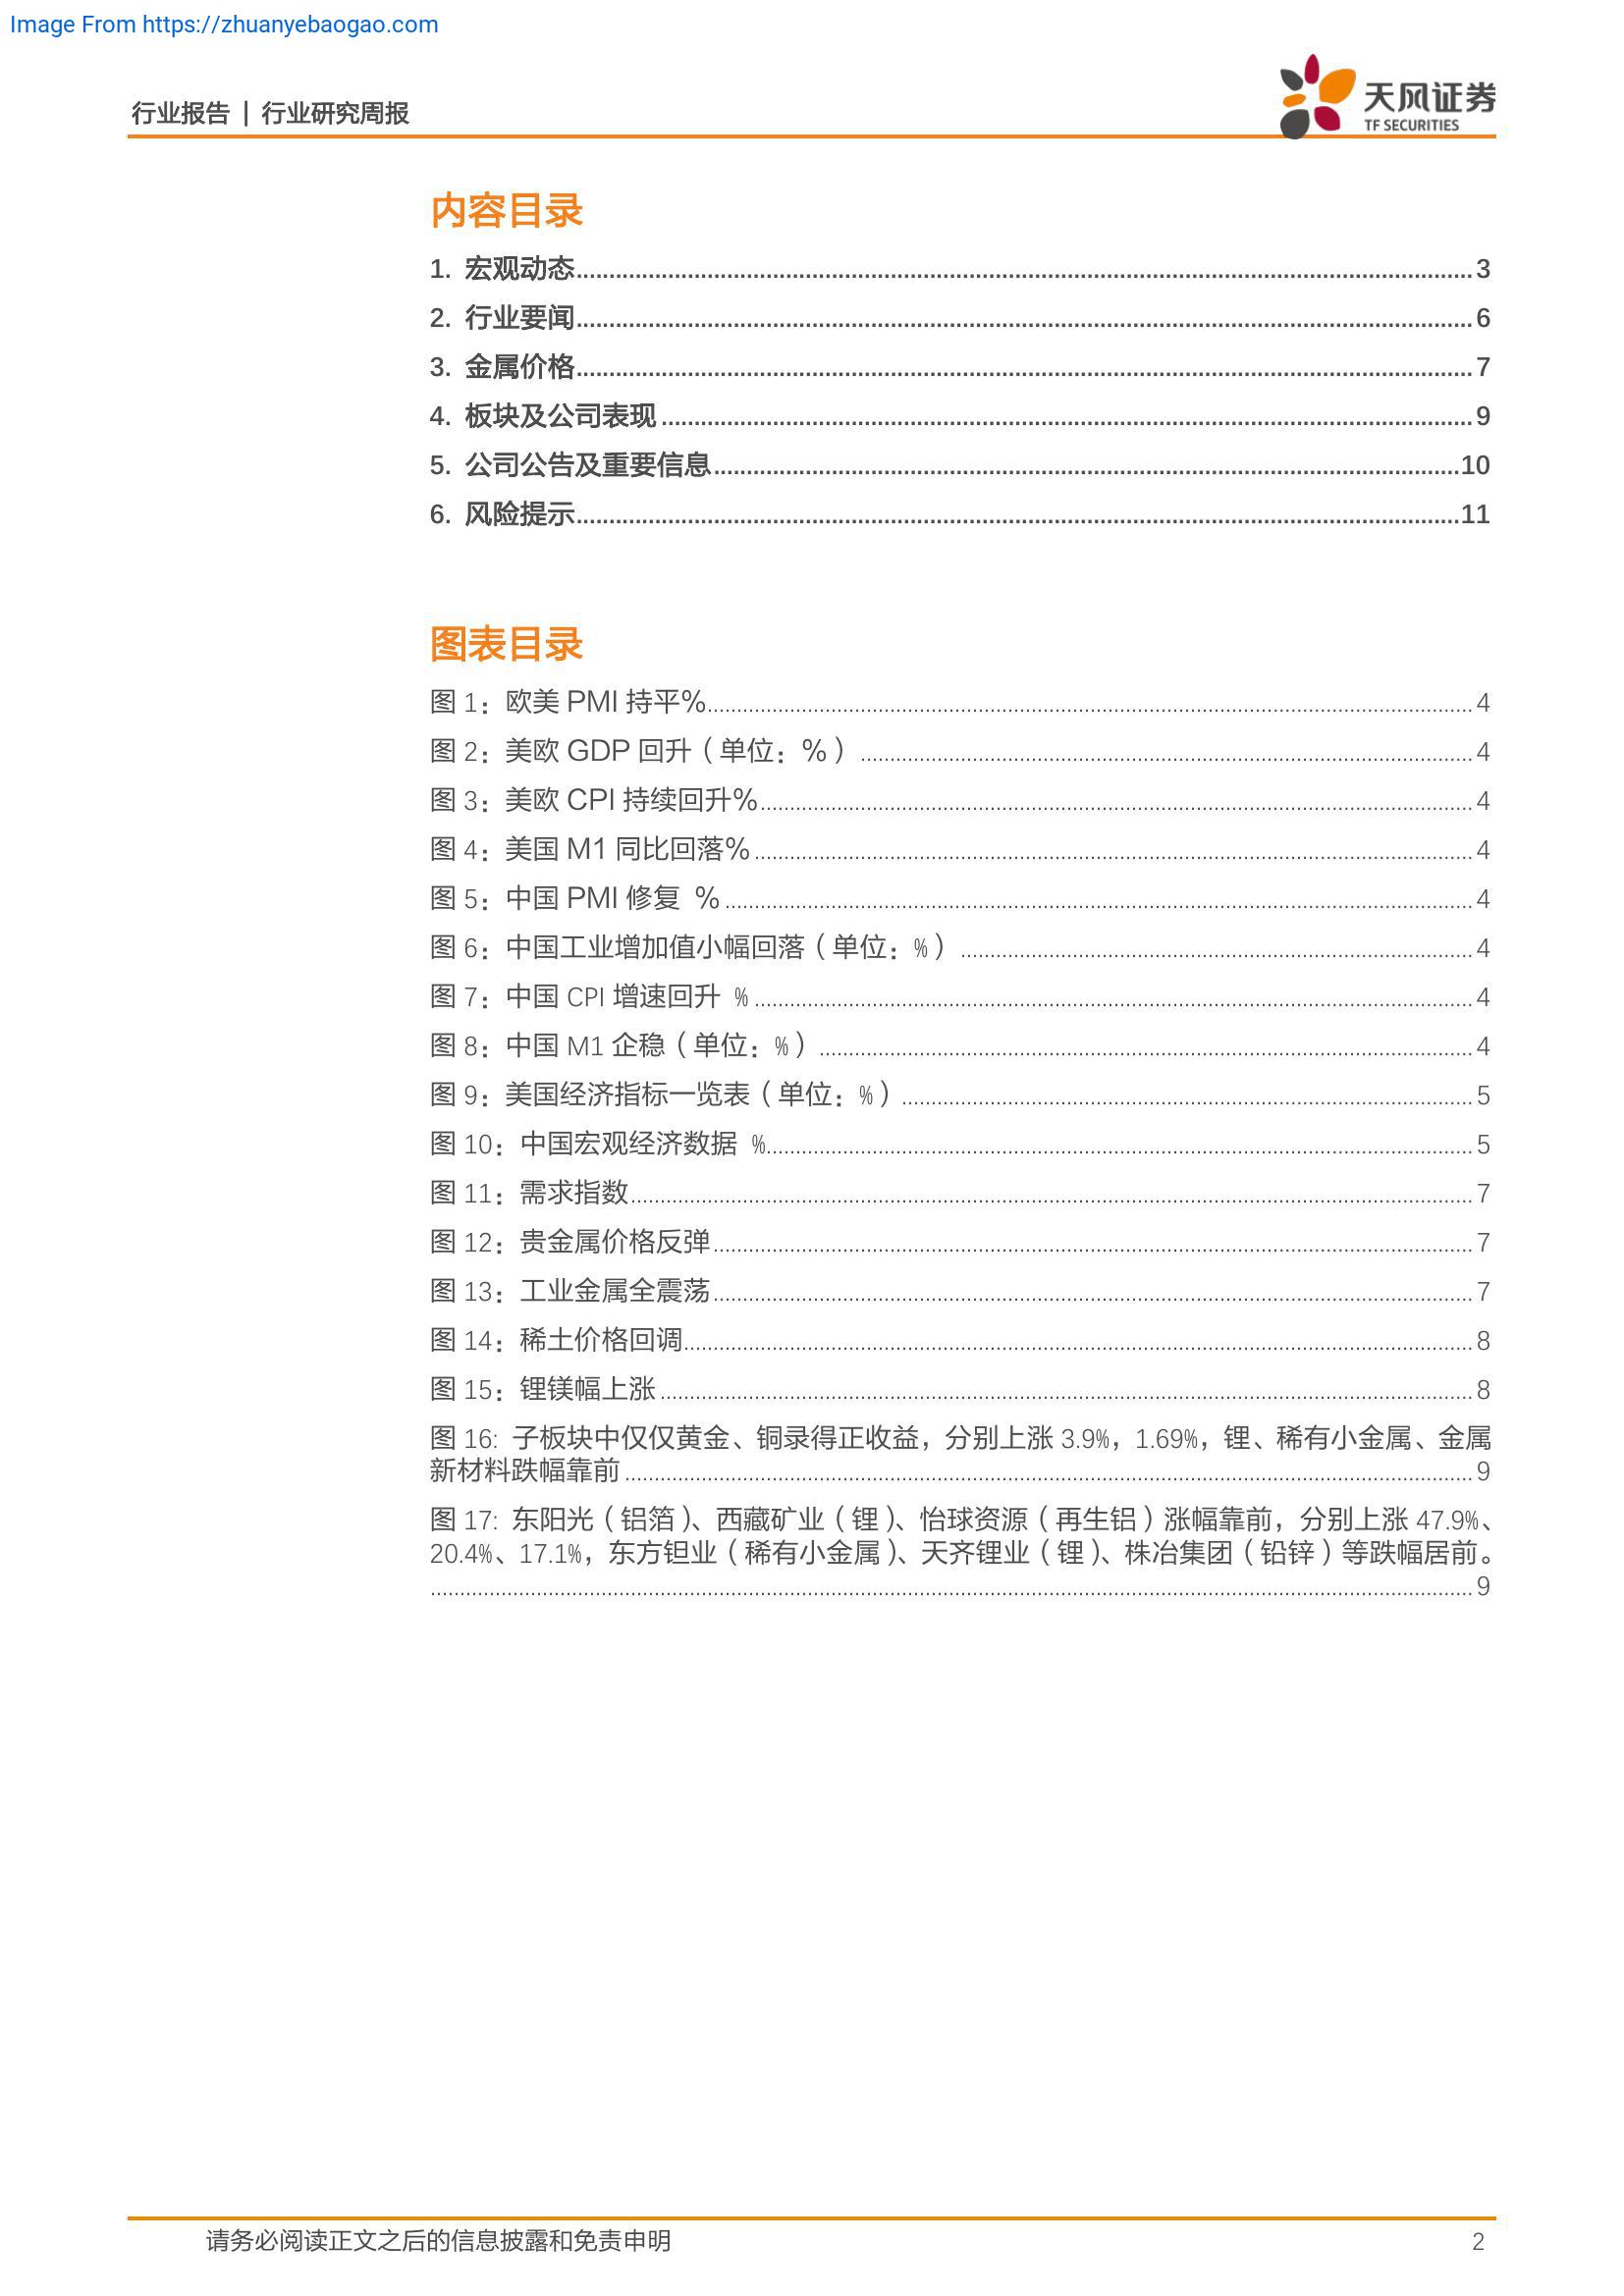 Image From https://zhuanyebaogao.com
行业报告 | 行业研究周报
天风证券
TF SECURITIES
内容目录
1. 宏观动态 3
2. 行业要闻 6
3. 金属价格 7
4. 板块及公司表现 9
5. 公司公告及重要信息 10
6. 风险提示 11
图表目录
图 1：欧美 PMI 持平% 4
图 2：美欧 GDP 回升（单位：%） 4
图 3：美欧 CPI 持续回升% 4
图 4：美国 M1 同比回落% 4
图 5：中国 PMI 修复 % 4
图 6：中国工业增加值小幅回落（单位：%） 4
图 7：中国 CPI 增速回升 % 4
图 8：中国 M1 企稳（单位：%） 4
图 9：美国经济指标一览表（单位：%） 5
图 10：中国宏观经济数据 % 5
图 11：需求指数 7
图 12：贵金属价格反弹 7
图 13：工业金属全震荡 7
图 14：稀土价格回调 8
图 15：锂镁幅上涨 8
图 16: 子板块中仅仅黄金、铜录得正收益，分别上涨 3.9%，1.69%，锂、稀有小金属、金属
新材料跌幅靠前 9
图 17: 东阳光（铝箔）、西藏矿业（锂）、怡球资源（再生铝）涨幅靠前，分别上涨 47.9%、
20.4%、17.1%，东方钽业（稀有小金属）、天齐锂业（锂）、株冶集团（铅锌）等跌幅居前。
9
请务必阅读正文之后的信息披露和免责申明 2